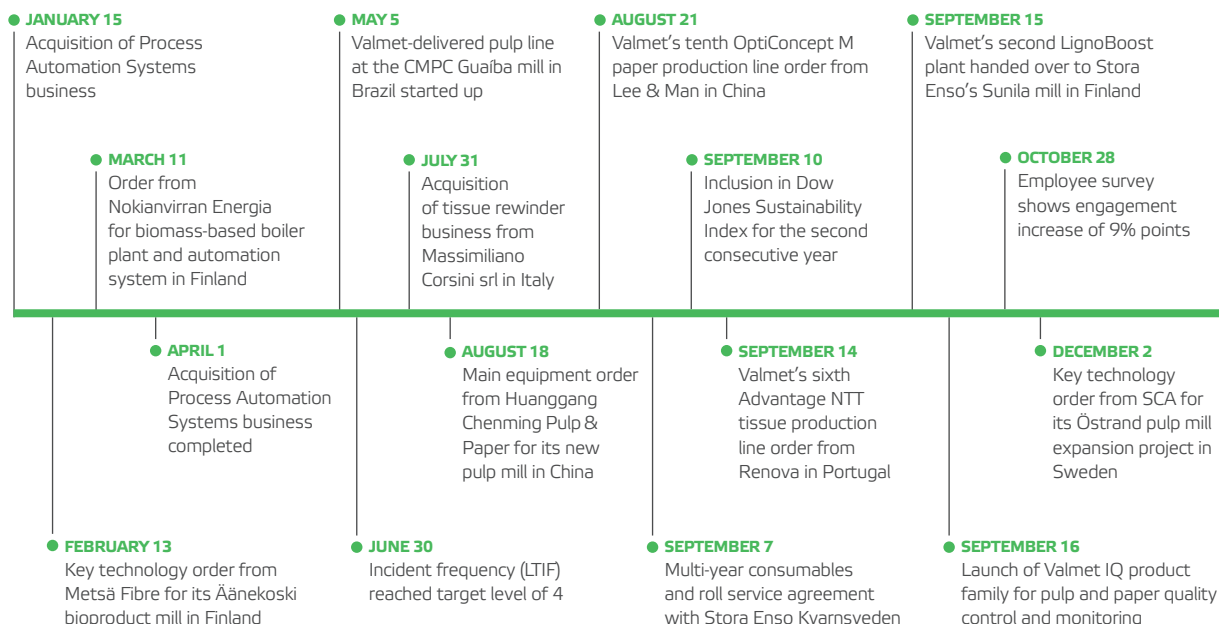 JANUARY 15
Acquisition of Process
Automation Systems
business
MAY 5
Valmet-delivered pulp line
at the CMPC Guaíba mill in
Brazil started up
AUGUST 21
Valmet's tenth OptiConcept M
paper production line order from
Lee & Man in China
SEPTEMBER 15
Valmet's second LignoBoost
plant handed over to Stora
Enso's Sunila mill in Finland
MARCH 11
Order from
Nokianvirran Energia
for biomass-based boiler
plant and automation
system in Finland
JULY 31
Acquisition
of tissue rewinder
business from
Massimiliano
Corsini srl in Italy
SEPTEMBER 10
Inclusion in Dow
Jones Sustainability
Index for the second
consecutive year
OCTOBER 28
Employee survey
shows engagement
increase of 9% points
APRIL 1
Acquisition of
Process Automation
Systems business
completed
AUGUST 18
Main equipment order
from Huanggang
Chenming Pulp &
Paper for its new
pulp mill in China
SEPTEMBER 14
Valmet's sixth
Advantage NTT
tissue production
line order from
Renova in Portugal
DECEMBER 2
Key technology
order from SCA for
its Östrand pulp mill
expansion project in
Sweden
FEBRUARY 13
Key technology order from
Metsä Fibre for its Äänekoski
bioproduct mill in Finland
JUNE 30
Incident frequency (LTIF)
reached target level of 4
SEPTEMBER 7
Multi-year consumables
and roll service agreement
with Stora Enso Kvarnsveden
SEPTEMBER 16
Launch of Valmet IQ product
family for pulp and paper quality
control and monitoring